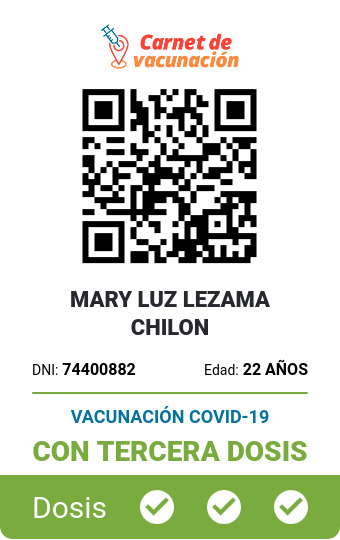 Carnet de
vacunación
MARY LUZ LEZAMA
CHILON
DNI: 74400882 Edad: 22 AÑOS
VACUNACIÓN COVID-19
CON TERCERA DOSIS
Dosis